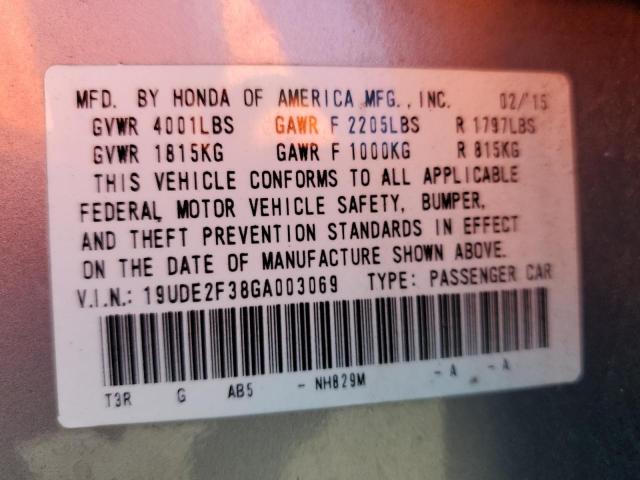 MFD. BY HONDA OF AMERICA MFG., INC. 02/15
GVWR 4001LBS GAWR F 2205LBS R 1797LBS
GVWR 1815KG GAWR F 1000KG R 815KG
THIS VEHICLE CONFORMS TO ALL APPLICABLE
FEDERAL MOTOR VEHICLE SAFETY, BUMPER,
AND THEFT PREVENTION STANDARDS IN EFFECT
ON THE DATE OF MANUFACTURE SHOWN ABOVE.
V.I.N.: 19UDE2F38GA003069 TYPE: PASSENGER CAR
T3R G AB5 - NH829M - A - A